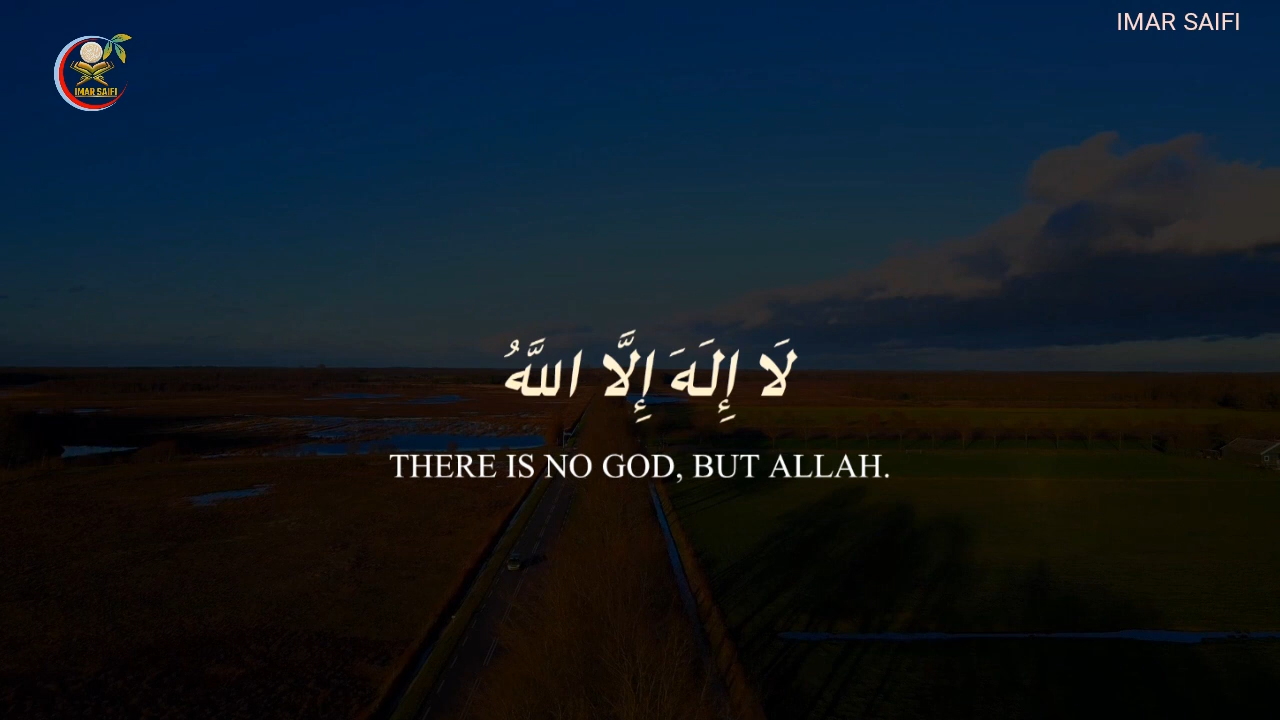 IMAR SAIFI
IMAR SAIFI
لَا إِلَهَ إِلَّا اللَّهُ
THERE IS NO GOD, BUT ALLAH.